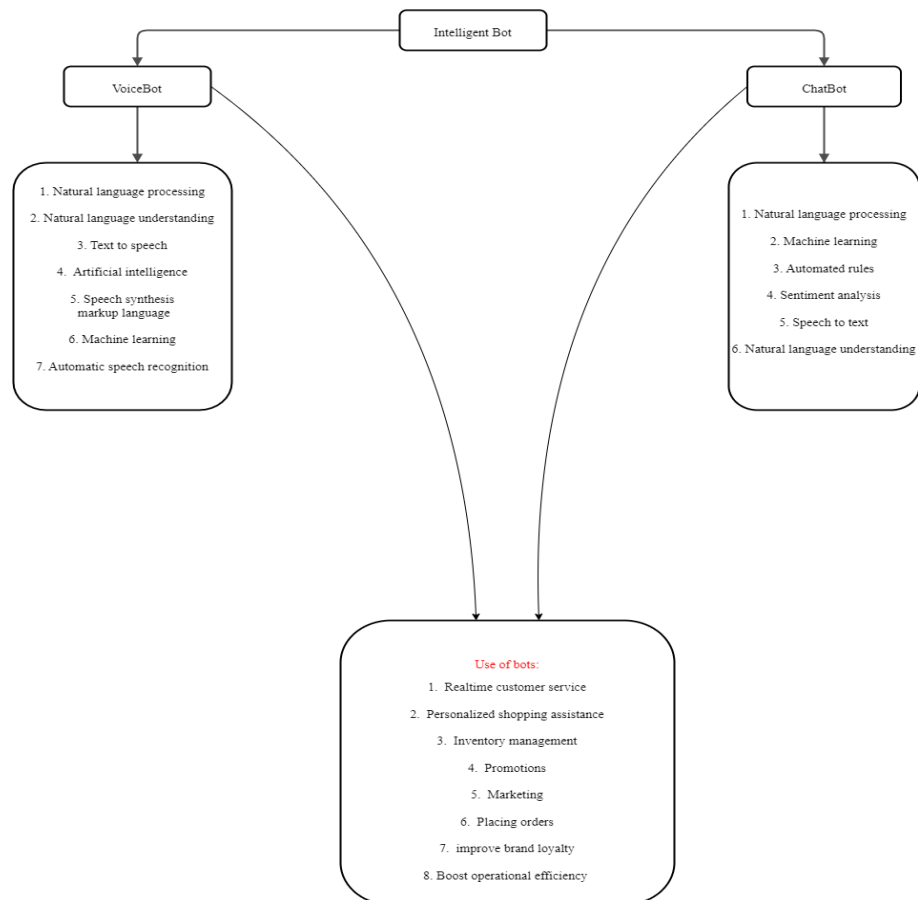 Intelligent Bot
VoiceBot
ChatBot
1. Natural language processing
2. Natural language understanding
3. Text to speech
4. Artificial intelligence
5. Speech synthesis
markup language
6. Machine learning
7. Automatic speech recognition
1. Natural language processing
2. Machine learning
3. Automated rules
4. Sentiment analysis
5. Speech to text
6. Natural language understanding
Use of bots:
1. Realtime customer service
2. Personalized shopping assistance
3. Inventory management
4. Promotions
5. Marketing
6. Placing orders
7. improve brand loyalty
8. Boost operational efficiency